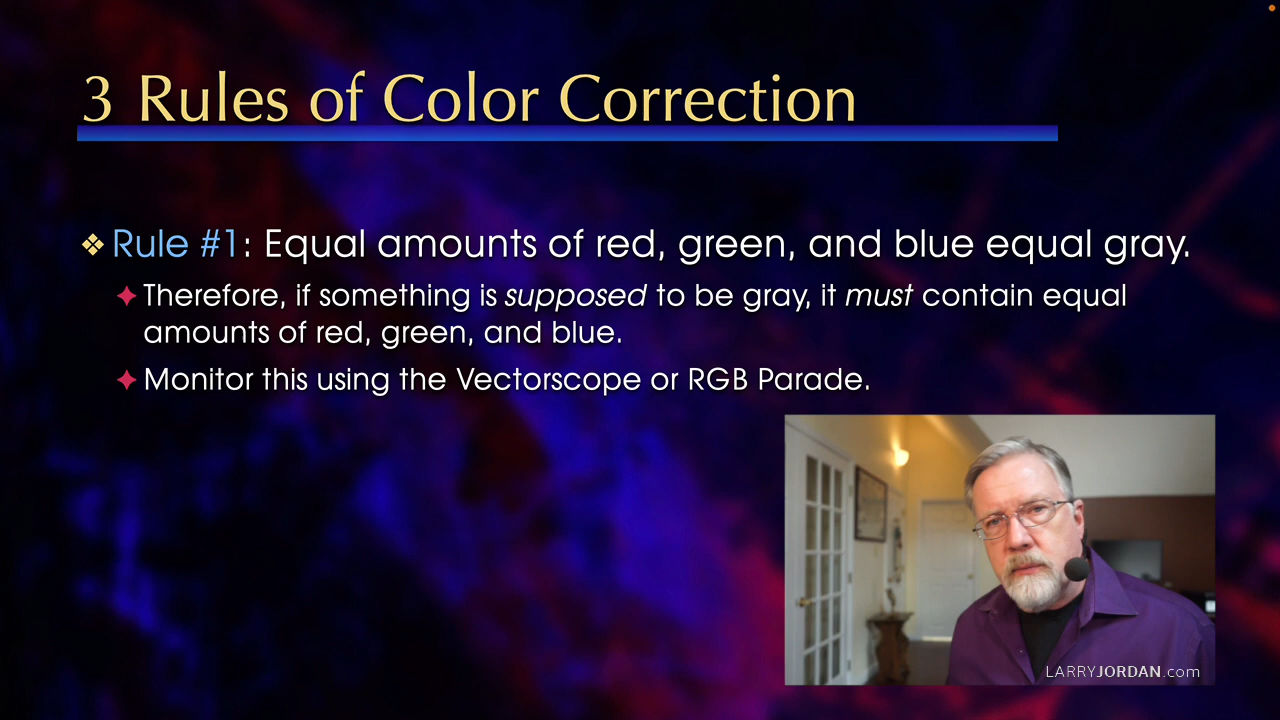 3 Rules of Color Correction
Rule #1: Equal amounts of red, green, and blue equal gray.
Therefore, if something is supposed to be gray, it must contain equal
amounts of red, green, and blue.
Monitor this using the Vectorscope or RGB Parade.
LARRYJORDAN.com